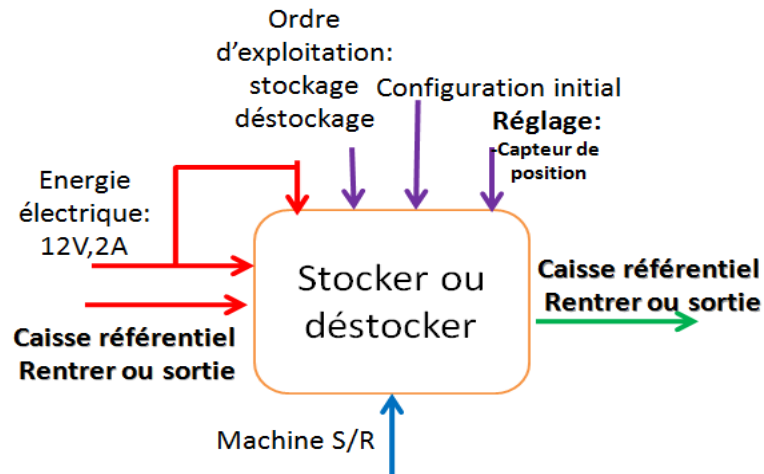 Ordre
d'exploitation:
stockage
déstockage
Configuration initial
Réglage:
-Capteur de
position
Energie
électrique:
12V,2A
Stocker ou
déstocker
Caisse référentiel
Rentrer ou sortie
Caisse référentiel
Rentrer ou sortie
Machine S/R